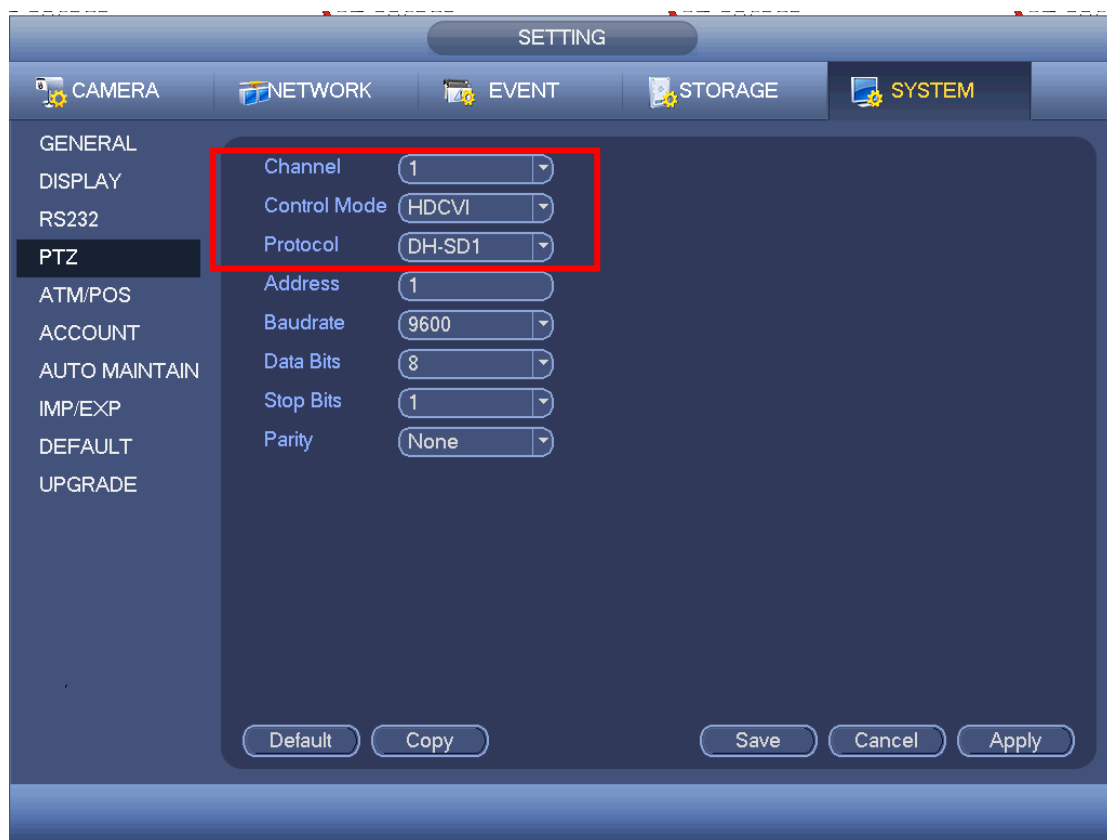 SETTING
CAMERA NETWORK EVENT STORAGE SYSTEM
GENERAL
DISPLAY
RS232
PTZ
ATM/POS
ACCOUNT
AUTO MAINTAIN
IMP/EXP
DEFAULT
UPGRADE
Channel 1
Control Mode HDCVI
Protocol DH-SD1
Address 1
Baudrate 9600
Data Bits 8
Stop Bits 1
Parity None
Default Copy Save Cancel Apply